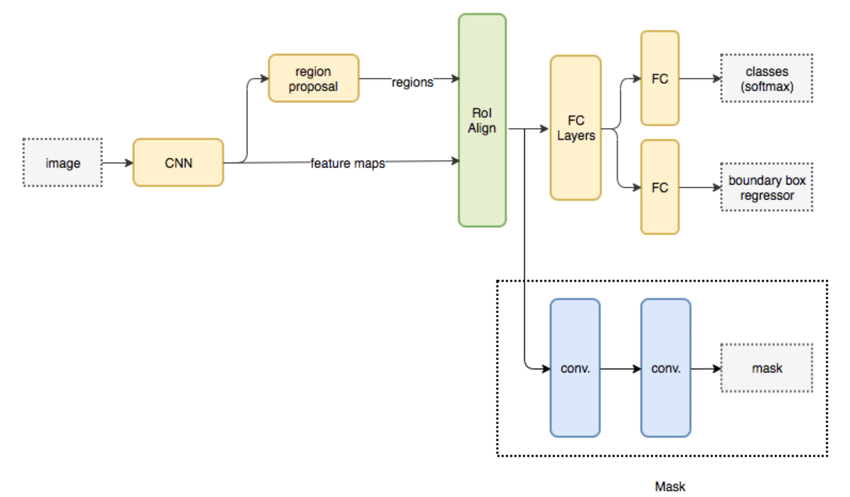 image
CNN
region
proposal
regions
feature maps
RoI
Align
FC
Layers
FC
classes
(softmax)
FC
boundary box
regressor
conv.
conv.
mask
Mask